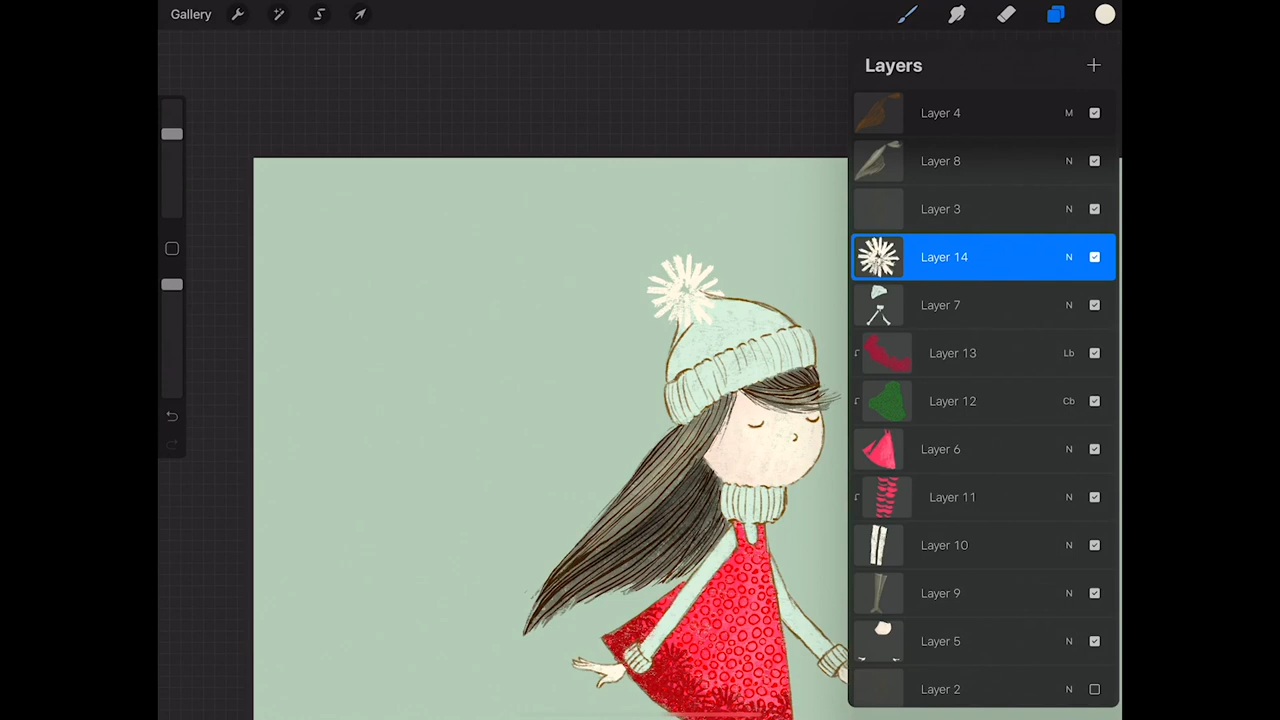 Gallery
Layers
Layer 4 M
Layer 8 N
Layer 3 N
Layer 14 N
Layer 7 N
Layer 13 Lb
Layer 12 Cb
Layer 6 N
Layer 11 N
Layer 10 N
Layer 9 N
Layer 5 N
Layer 2 N